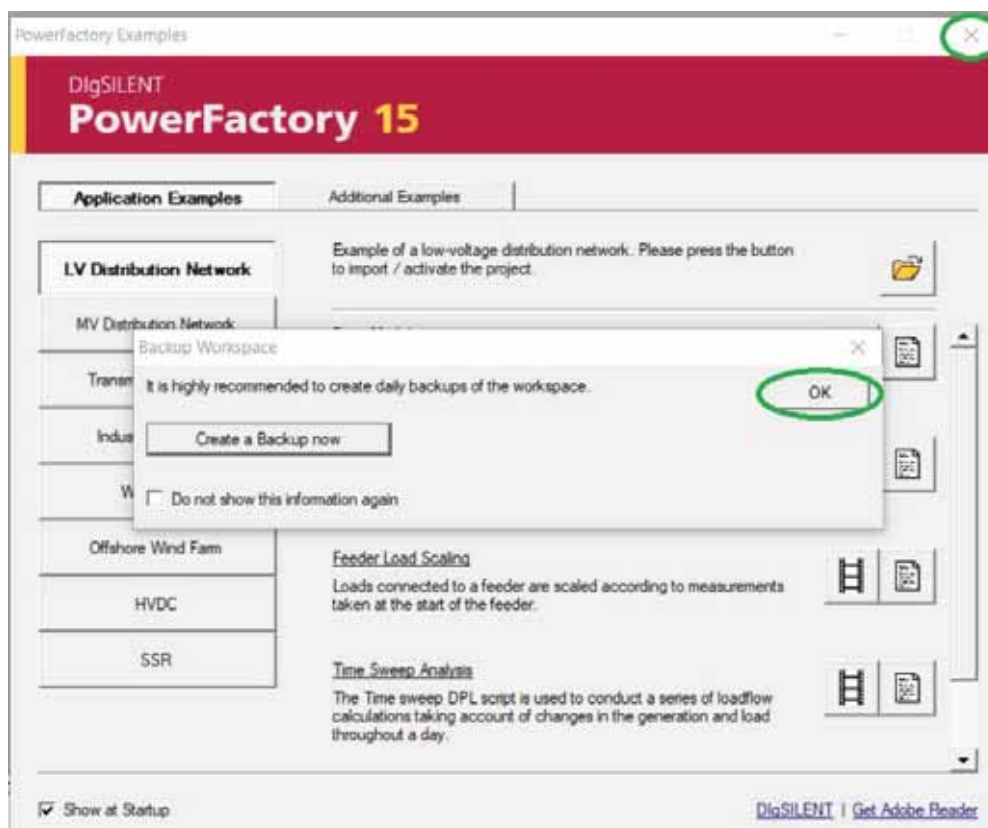 PowerFactory Examples
DIgSILENT
PowerFactory 15
Application Examples
Additional Examples
LV Distribution Network
Example of a low-voltage distribution network. Please press the button
to import / activate the project.
MV Distribution Network
Backup Workspace
It is highly recommended to create daily backups of the workspace.
OK
Create a Backup now
Do not show this information again
Offshore Wind Farm
HVDC
SSR
Feeder Load Scaling
Loads connected to a feeder are scaled according to measurements
taken at the start of the feeder.
Time Sweep Analysis
The Time sweep DPL script is used to conduct a series of loadflow
calculations taking account of changes in the generation and load
throughout a day.
Show at Startup
DIgSILENT | Get Adobe Reader